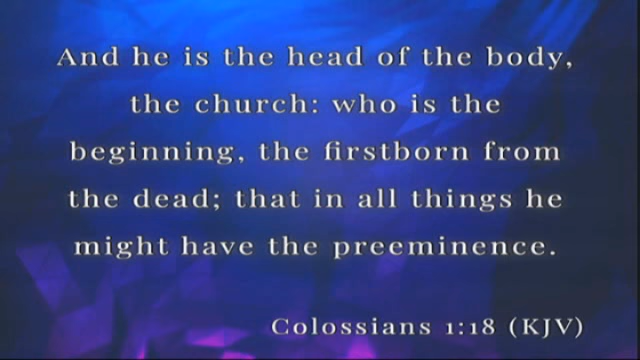 And he is the head of the body,
the church: who is the
beginning, the firstborn from
the dead; that in all things he
might have the preeminence.
Colossians 1:18 (KJV)